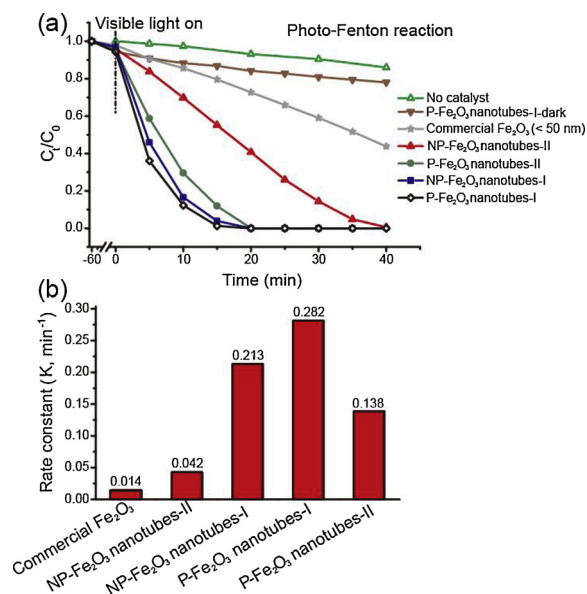 (a)
Visible light on
Photo-Fenton reaction
1.0
0.8
0.6
0.4
0.2
0.0
Cₜ/C₀
-60
0
10
20
30
40
Time (min)
No catalyst
P-Fe₂O₃nanotubes-I-dark
Commercial Fe₂O₃(< 50 nm)
NP-Fe₂O₃nanotubes-II
P-Fe₂O₃nanotubes-II
NP-Fe₂O₃nanotubes-I
P-Fe₂O₃nanotubes-I
(b)
0.30
0.25
0.20
0.15
0.10
0.05
0.00
Rate constant (K, min⁻¹)
0.014
0.042
0.213
0.282
0.138
Commercial Fe₂O₃
NP-Fe₂O₃ nanotubes-II
NP-Fe₂O₃ nanotubes-I
P-Fe₂O₃ nanotubes-I
P-Fe₂O₃ nanotubes-II